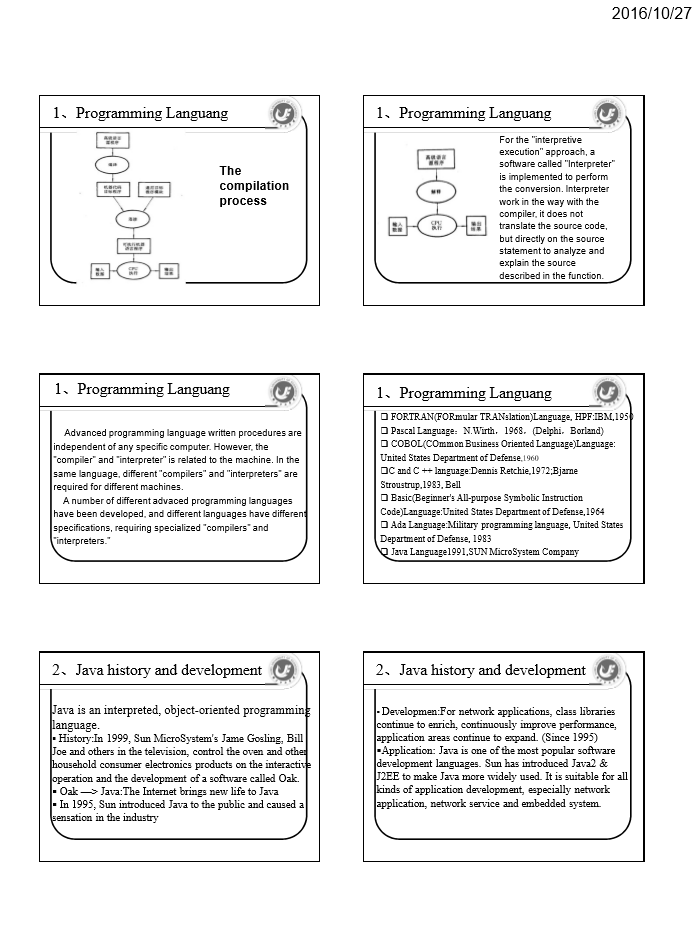 2016/10/27
1、Programming Languang
高级语言
源程序
编译
机器代码
目标程序
连接
可执行机器
语言程序
输入
数据
CPU
执行
输出
结果
The
compilation
process
1、Programming Languang
高级语言
源程序
解释
输入
数据
CPU
执行
输出
结果
For the "interpretive
execution" approach, a
software called "Interpreter"
is implemented to perform
the conversion. Interpreter
work in the way with the
compiler, it does not
translate the source code,
but directly on the source
statement to analyze and
explain the source
described in the function.
1、Programming Languang
Advanced programming language written procedures are
independent of any specific computer. However, the
"compiler" and "interpreter" is related to the machine. In the
same language, different "compilers" and "interpreters" are
required for different machines.
A number of different advaced programming languages
have been developed, and different languages have different
specifications, requiring specialized "compilers" and
"interpreters."
1、Programming Languang
❑ FORTRAN(FORmular TRANslation)Language, HPF:IBM,1950
❑ Pascal Language：N.Wirth，1968，(Delphi，Borland)
❑ COBOL(COmmon Business Oriented Language)Language:
United States Department of Defense,1960
❑C and C ++ language:Dennis Retchie,1972;Bjarne
Stroustrup,1983, Bell
❑ Basic(Beginner's All-purpose Symbolic Instruction
Code)Language:United States Department of Defense,1964
❑ Ada Language:Military programming language, United States
Department of Defense, 1983
❑ Java Language1991,SUN MicroSystem Company
2、Java history and development
Java is an interpreted, object-oriented programming
language.
▪ History:In 1999, Sun MicroSystem's Jame Gosling, Bill
Joe and others in the television, control the oven and other
household consumer electronics products on the interactive
operation and the development of a software called Oak.
▪ Oak —> Java:The Internet brings new life to Java
▪ In 1995, Sun introduced Java to the public and caused a
sensation in the industry
2、Java history and development
▪ Developmen:For network applications, class libraries
continue to enrich, continuously improve performance,
application areas continue to expand. (Since 1995)
▪Application: Java is one of the most popular software
development languages. Sun has introduced Java2 &
J2EE to make Java more widely used. It is suitable for all
kinds of application development, especially network
application, network service and embedded system.